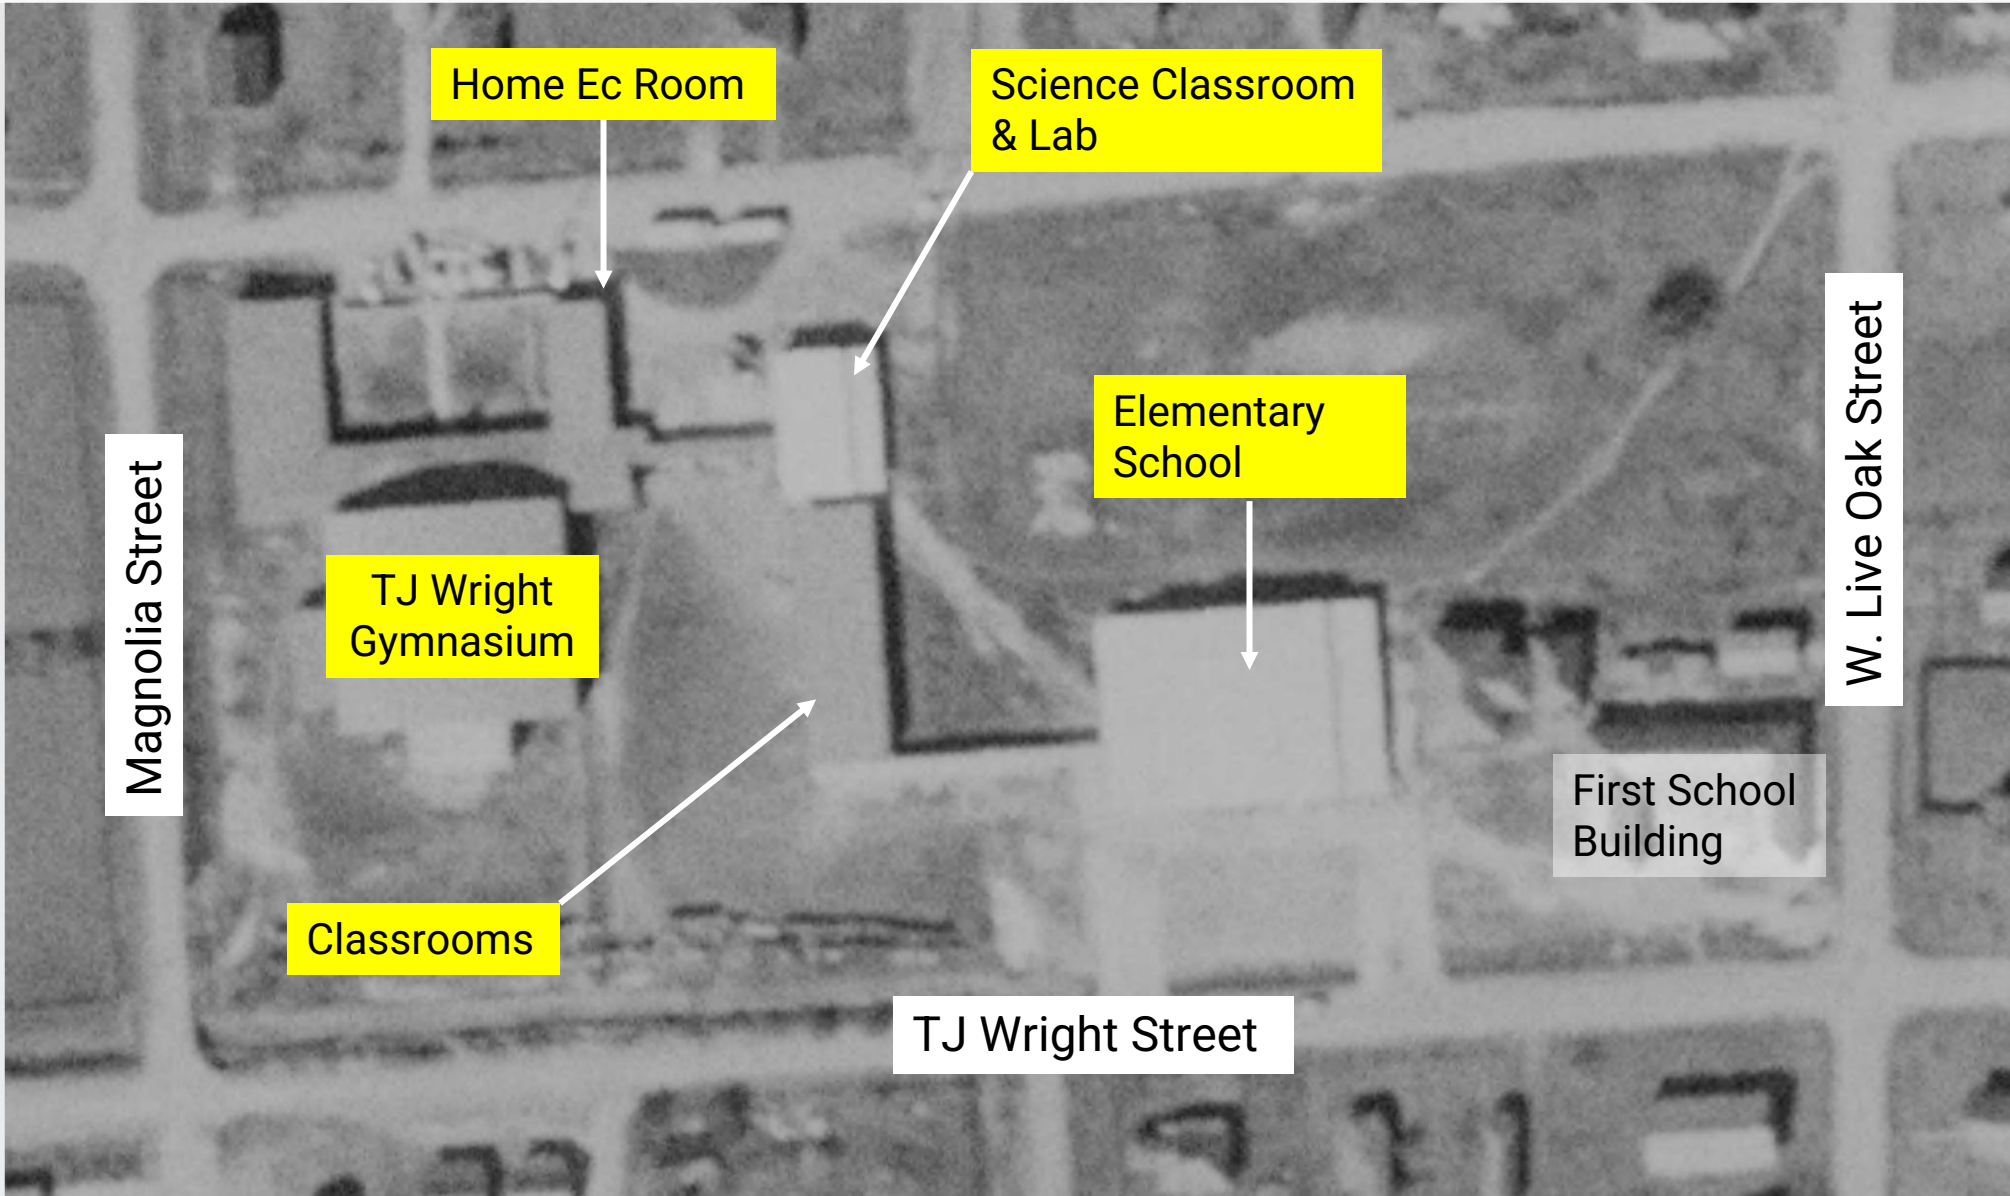 Home Ec Room
Science Classroom
& Lab
Elementary
School
W. Live Oak Street
Magnolia Street
TJ Wright
Gymnasium
First School
Building
Classrooms
TJ Wright Street